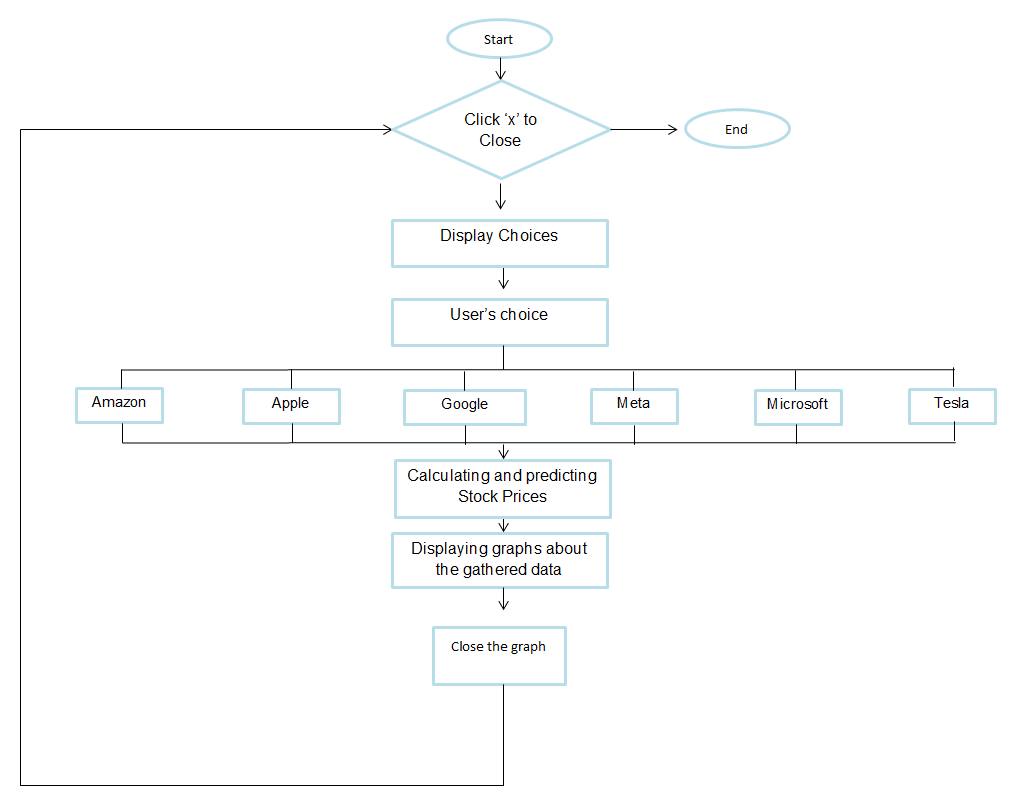 Start
Click ‘x’ to
Close
End
Display Choices
User’s choice
Amazon
Apple
Google
Meta
Microsoft
Tesla
Calculating and predicting
Stock Prices
Displaying graphs about
the gathered data
Close the graph